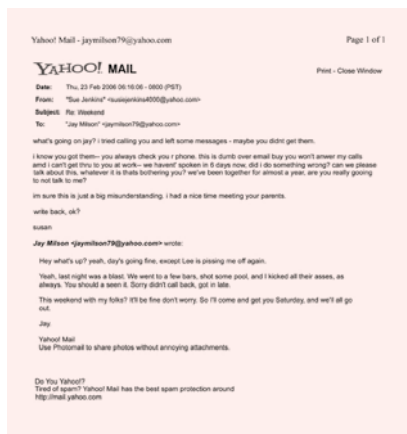 Yahoo! Mail - jaymilson79@yahoo.com Page 1 of 1
YAHOO! MAIL
Print - Close Window
Date: Thu, 23 Feb 2006 06:16:06 - 0800 (PST)
From: "Sue Jenkins" <susiejenkins4000@yahoo.com>
Subject: Re: Weekend
To: "Jay Milson" <jaymilson79@yahoo.com>
what's going on jay? i tried calling you and left some messages - maybe you didnt get them.
i know you got them-- you always check you r phone. this is dumb over email buy you won't anwer my calls
amd i can't get thru to you at work-- we havent' spoken in 6 days now, did i do something wrong? can we please
talk about this, whatever it is thats bothering you? we've been together for almost a year, are you really gooing
to not talk to me?
im sure this is just a big misunderstanding. i had a nice time meeting your parents.
write back, ok?
susan
Jay Milson <jaymilson79@yahoo.com> wrote:
Hey what's up? yeah, day's going fine, except Lee is pissing me off again.
Yeah, last night was a blast. We went to a few bars, shot some pool, and I kicked all their asses, as
always. You should a seen it. Sorry didn't call back, got in late.
This weekend with my folks? It'll be fine don't worry. So I'll come and get you Saturday, and we'll all go
out.
Jay.
Yahoo! Mail
Use Photomail to share photos without annoying attachments.
Do You Yahoo!?
Tired of spam? Yahoo! Mail has the best spam protection around
http://mail.yahoo.com